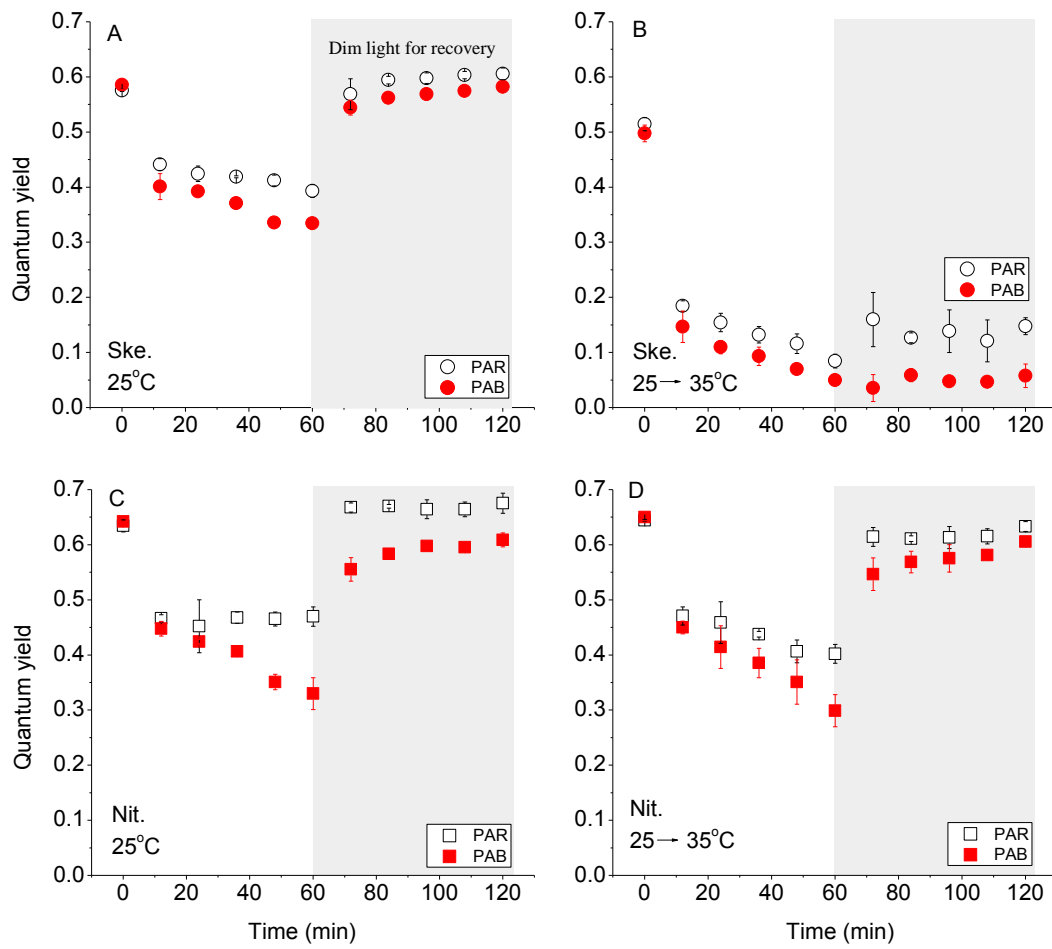 A
Dim light for recovery
Quantum yield
0.7
0.6
0.5
0.4
0.3
0.2
0.1
0.0
Ske.
25°C
PAR
PAB
0 20 40 60 80 100 120
B
0.7
0.6
0.5
0.4
0.3
0.2
0.1
0.0
PAR
PAB
Ske.
25→35°C
0 20 40 60 80 100 120
C
Quantum yield
0.7
0.6
0.5
0.4
0.3
0.2
0.1
0.0
Nit.
25°C
PAR
PAB
0 20 40 60 80 100 120
Time (min)
D
0.7
0.6
0.5
0.4
0.3
0.2
0.1
0.0
Nit.
25→35°C
PAR
PAB
0 20 40 60 80 100 120
Time (min)